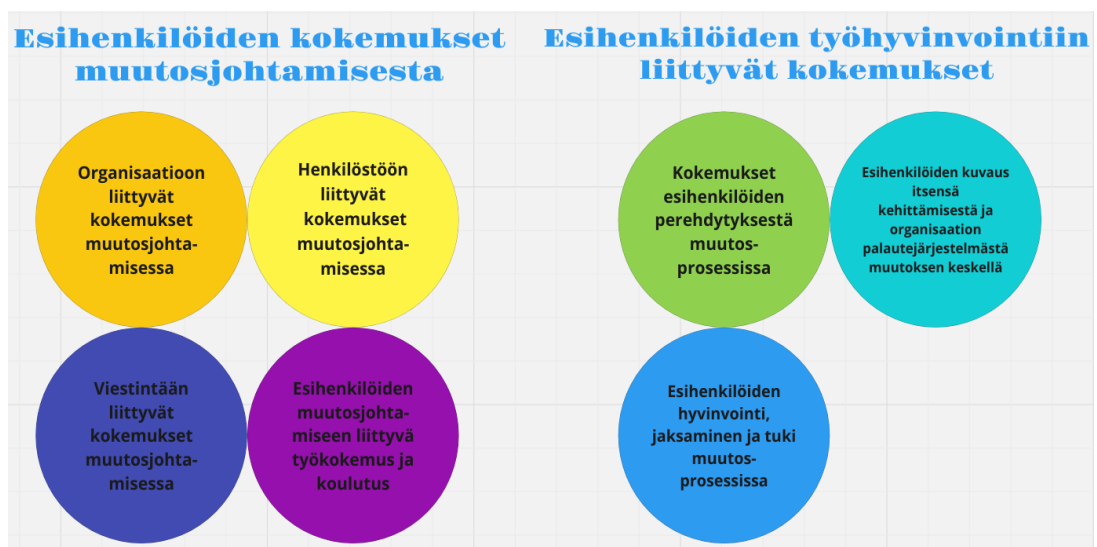 Esihenkilöiden kokemukset
muutosjohtamisesta
Organisaatioon
liittyvät
kokemukset
muutosjohta-
misessa
Henkilöstöön
liittyvät
kokemukset
muutosjohta-
misessa
Viestintään
liittyvät
kokemukset
muutosjohta-
misessa
Esihenkilöiden
muutosjohta-
miseen liittyvä
työkokemus ja
koulutus
Esihenkilöiden työhyvinvointiin
liittyvät kokemukset
Kokemukset
esihenkilöiden
perehdytyksestä
muutos-
prosessissa
Esihenkilöiden kuvaus
itsensä
kehittämisestä ja
organisaation
palautejärjestelmästä
muutoksen keskellä
Esihenkilöiden
hyvinvointi,
jaksaminen ja tuki
muutos-
prosessissa